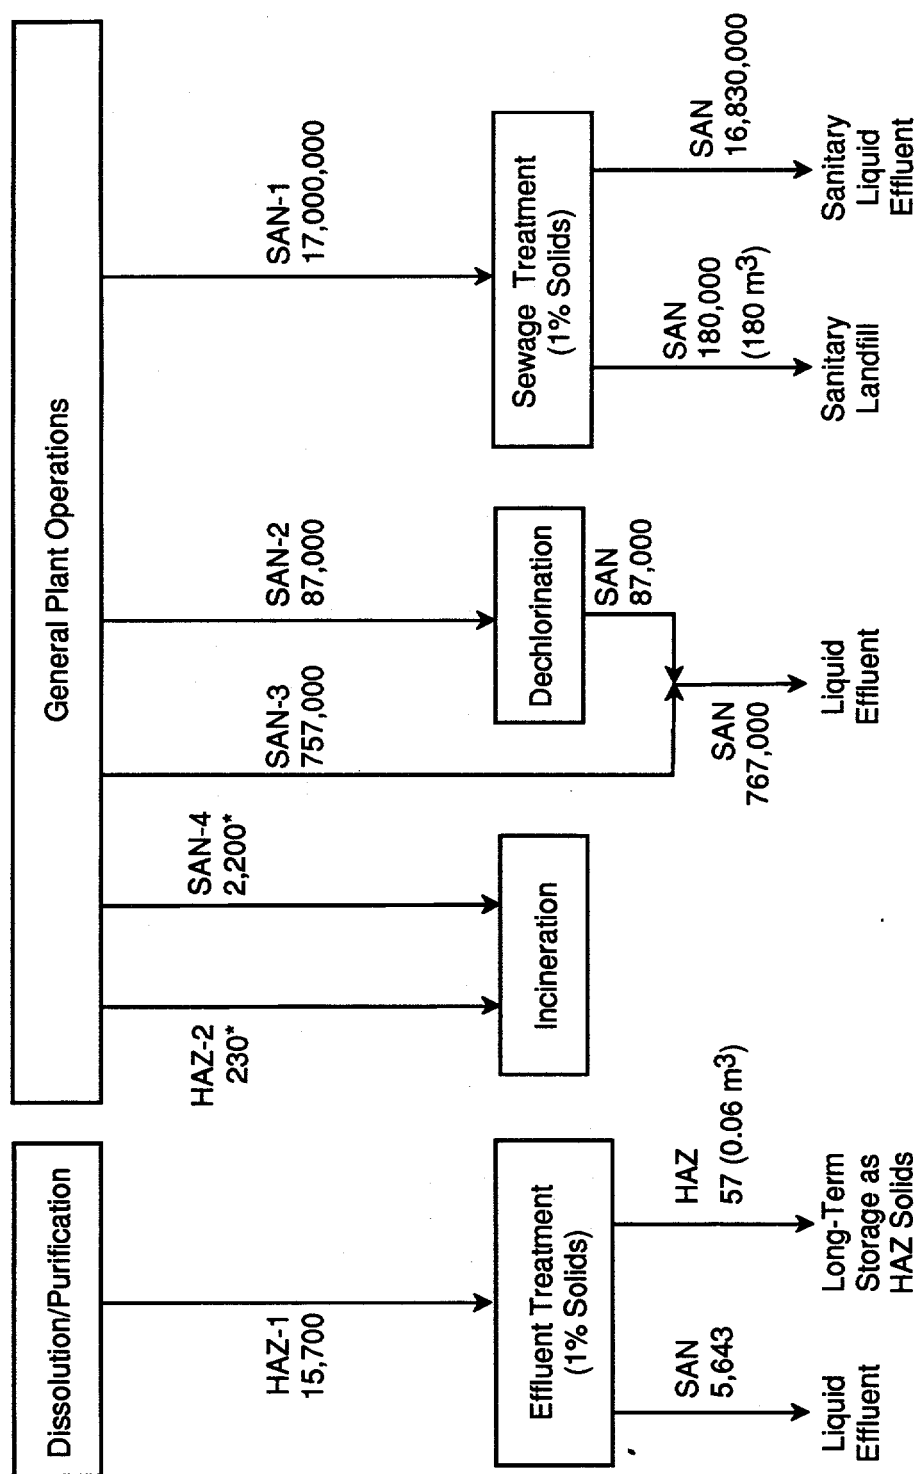 Dissolution/Purification
General Plant Operations
HAZ-1
15,700
HAZ-2
230*
SAN-4
2,200*
SAN-3
757,000
SAN-2
87,000
SAN-1
17,000,000
Effluent Treatment
(1% Solids)
Incineration
Dechlorination
Sewage Treatment
(1% Solids)
SAN
5,643
HAZ
57 (0.06 m³)
SAN
87,000
SAN
767,000
SAN
180,000
(180 m³)
SAN
16,830,000
Liquid
Effluent
Long-Term
Storage as
HAZ Solids
Liquid
Effluent
Sanitary
Landfill
Sanitary
Liquid
Effluent